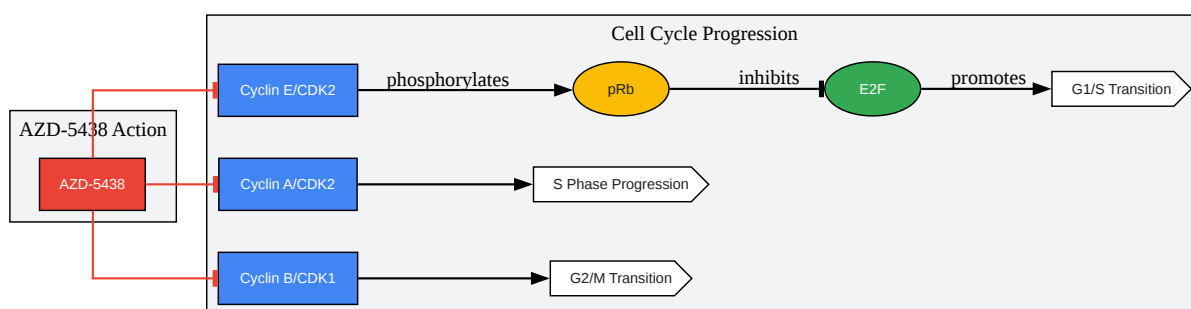 Cell Cycle Progression
Cyclin E/CDK2
phosphorylates
pRb
inhibits
E2F
promotes
G1/S Transition
AZD-5438 Action
AZD-5438
Cyclin A/CDK2
S Phase Progression
Cyclin B/CDK1
G2/M Transition